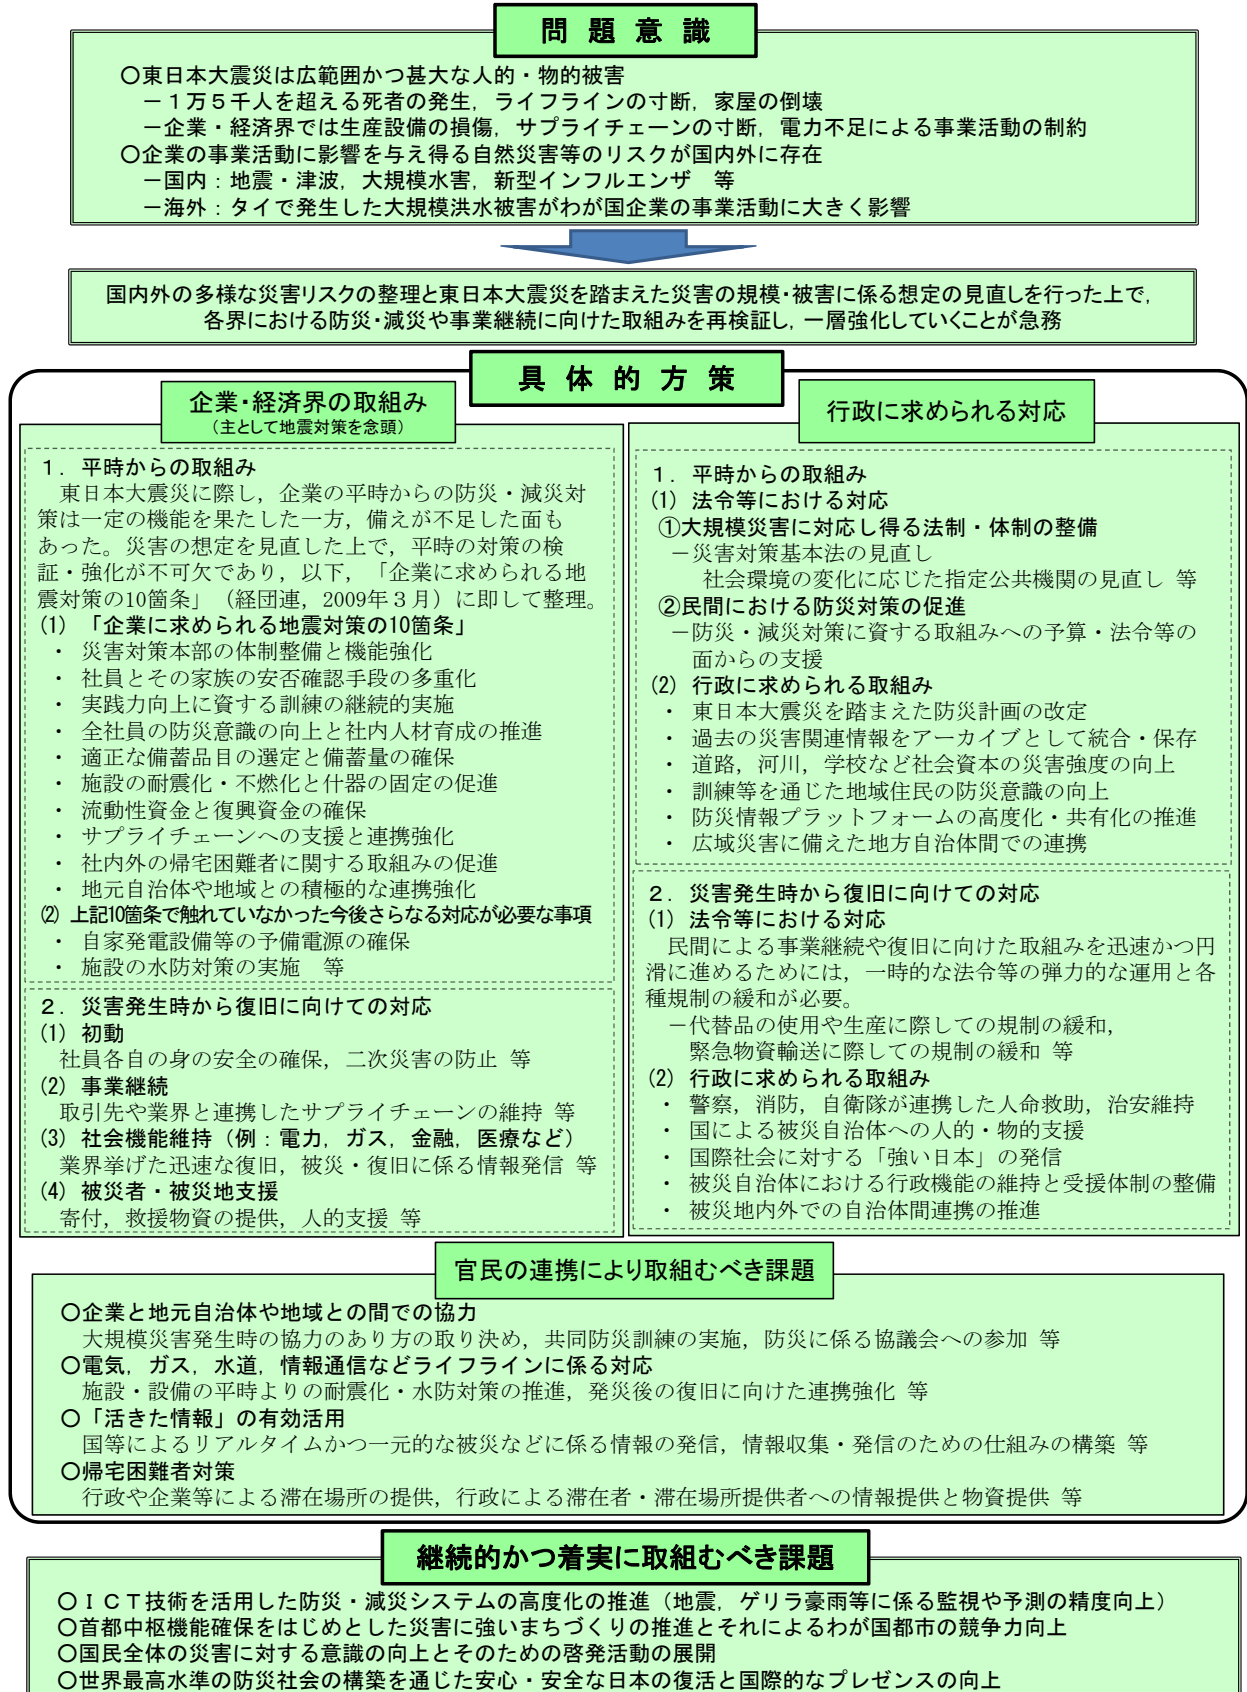 問題意識
〇東日本大震災は広範囲かつ甚大な人的・物的被害
－１万５千人を超える死者の発生，ライフラインの寸断，家屋の倒壊
－企業・経済界では生産設備の損傷，サプライチェーンの寸断，電力不足による事業活動の制約
〇企業の事業活動に影響を与え得る自然災害等のリスクが国内外に存在
－国内：地震・津波，大規模水害，新型インフルエンザ　等
－海外：タイで発生した大規模洪水被害がわが国企業の事業活動に大きく影響
国内外の多様な災害リスクの整理と東日本大震災を踏まえた災害の規模・被害に係る想定の見直しを行った上で，
各界における防災・減災や事業継続に向けた取組みを再検証し，一層強化していくことが急務
具体的方策
企業・経済界の取組み
（主として地震対策を念頭）
１．平時からの取組み
東日本大震災に際し，企業の平時からの防災・減災対
策は一定の機能を果たした一方，備えが不足した面も
あった。災害の想定を見直した上で，平時の対策の検
証・強化が不可欠であり，以下，「企業に求められる地
震対策の10箇条」（経団連，2009年３月）に即して整理。
(1) 「企業に求められる地震対策の10箇条」
・ 災害対策本部の体制整備と機能強化
・ 社員とその家族の安否確認手段の多重化
・ 実践力向上に資する訓練の継続的実施
・ 全社員の防災意識の向上と社内人材育成の推進
・ 適正な備蓄品目の選定と備蓄量の確保
・ 施設の耐震化・不燃化と什器の固定の促進
・ 流動性資金と復興資金の確保
・ サプライチェーンへの支援と連携強化
・ 社内外の帰宅困難者に関する取組みの促進
・ 地元自治体や地域との積極的な連携強化
(2) 上記10箇条で触れていなかった今後さらなる対応が必要な事項
・ 自家発電設備等の予備電源の確保
・ 施設の水防対策の実施　等
２．災害発生時から復旧に向けての対応
(1) 初動
社員各自の身の安全の確保，二次災害の防止 等
(2) 事業継続
取引先や業界と連携したサプライチェーンの維持 等
(3) 社会機能維持（例：電力，ガス，金融，医療など）
業界挙げた迅速な復旧，被災・復旧に係る情報発信 等
(4) 被災者・被災地支援
寄付，救援物資の提供，人的支援 等
行政に求められる対応
１．平時からの取組み
(1) 法令等における対応
①大規模災害に対応し得る法制・体制の整備
－災害対策基本法の見直し
社会環境の変化に応じた指定公共機関の見直し 等
②民間における防災対策の促進
－防災・減災対策に資する取組みへの予算・法令等の
面からの支援
(2) 行政に求められる取組み
・ 東日本大震災を踏まえた防災計画の改定
・ 過去の災害関連情報をアーカイブとして統合・保存
・ 道路，河川，学校など社会資本の災害強度の向上
・ 訓練等を通じた地域住民の防災意識の向上
・ 防災情報プラットフォームの高度化・共有化の推進
・ 広域災害に備えた地方自治体間での連携
２．災害発生時から復旧に向けての対応
(1) 法令等における対応
民間による事業継続や復旧に向けた取組みを迅速かつ円
滑に進めるためには，一時的な法令等の弾力的な運用と各
種規制の緩和が必要。
－代替品の使用や生産に際しての規制の緩和，
緊急物資輸送に際しての規制の緩和 等
(2) 行政に求められる取組み
・ 警察，消防，自衛隊が連携した人命救助，治安維持
・ 国による被災自治体への人的・物的支援
・ 国際社会に対する「強い日本」の発信
・ 被災自治体における行政機能の維持と受援体制の整備
・ 被災地内外での自治体間連携の推進
官民の連携により取組むべき課題
〇企業と地元自治体や地域との間での協力
大規模災害発生時の協力のあり方の取り決め，共同防災訓練の実施，防災に係る協議会への参加 等
〇電気，ガス，水道，情報通信などライフラインに係る対応
施設・設備の平時よりの耐震化・水防対策の推進，発災後の復旧に向けた連携強化 等
〇「活きた情報」の有効活用
国等によるリアルタイムかつ一元的な被災などに係る情報の発信，情報収集・発信のための仕組みの構築 等
〇帰宅困難者対策
行政や企業等による滞在場所の提供，行政による滞在者・滞在場所提供者への情報提供と物資提供 等
継続的かつ着実に取組むべき課題
〇ＩＣＴ技術を活用した防災・減災システムの高度化の推進（地震，ゲリラ豪雨等に係る監視や予測の精度向上）
〇首都中枢機能確保をはじめとした災害に強いまちづくりの推進とそれによるわが国都市の競争力向上
〇国民全体の災害に対する意識の向上とそのための啓発活動の展開
〇世界最高水準の防災社会の構築を通じた安心・安全な日本の復活と国際的なプレゼンスの向上